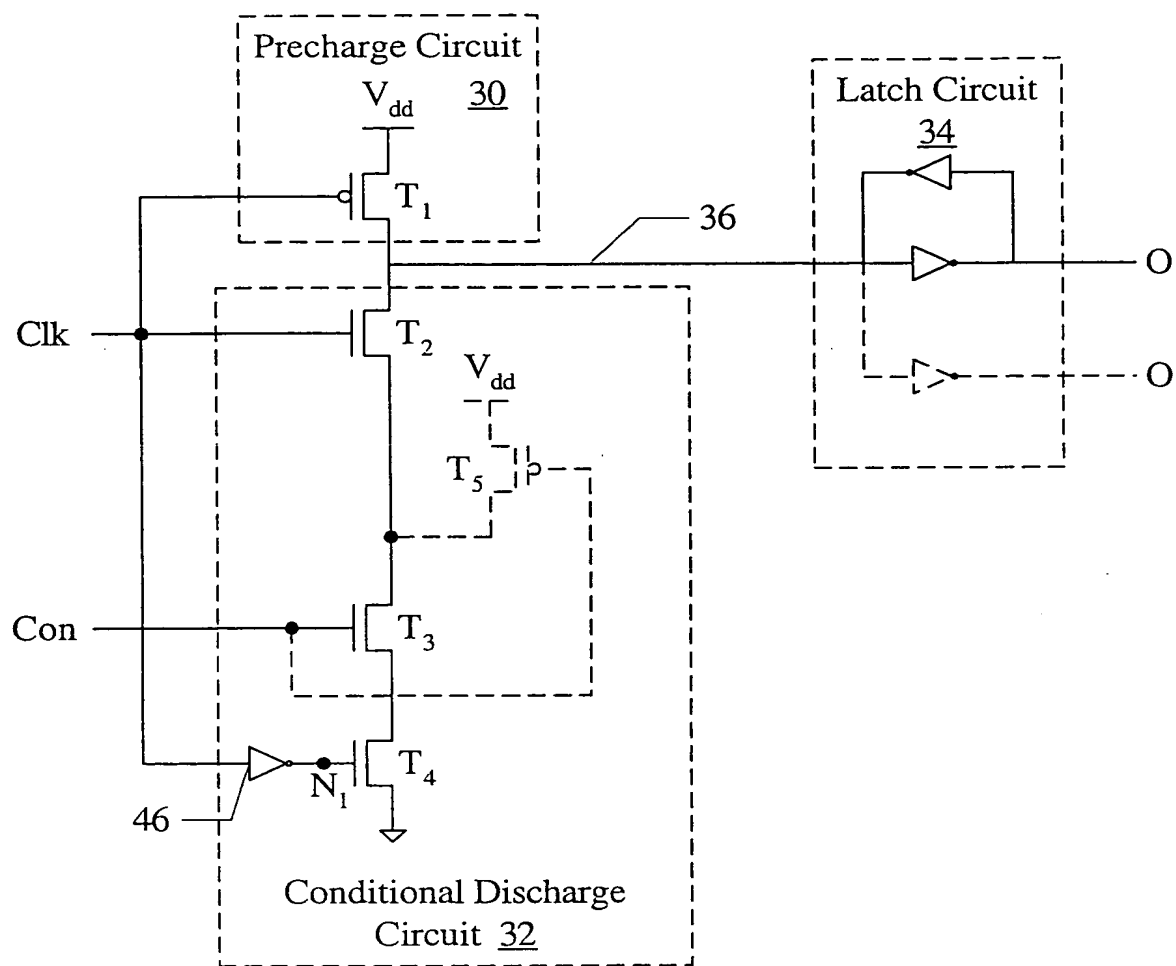 Precharge Circuit
30
V_dd
T_1
Latch Circuit
34
36
O
Clk
T_2
V_dd
O
T_5
Con
T_3
T_4
N_1
46
Conditional Discharge
Circuit 32